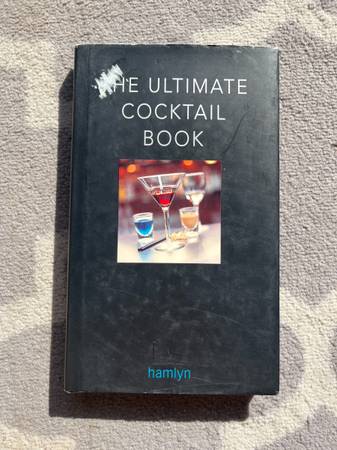 THE ULTIMATE
COCKTAIL
BOOK
hamlyn